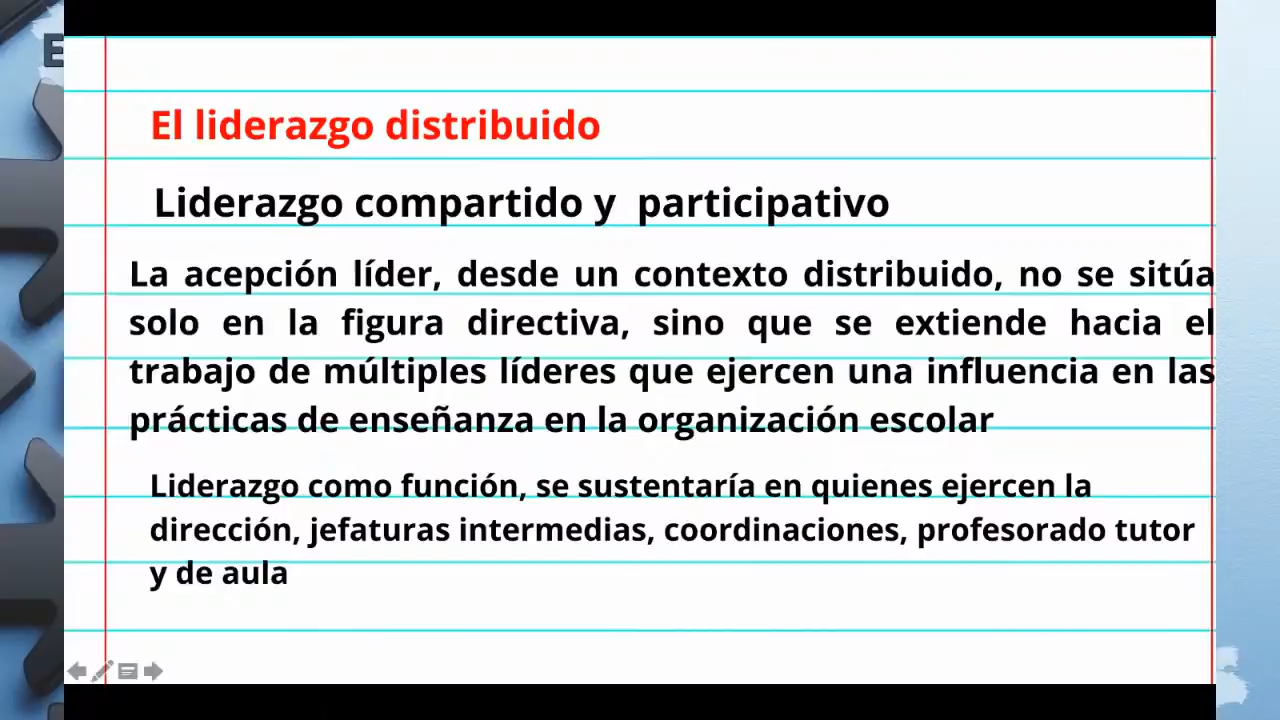 El liderazgo distribuido
Liderazgo compartido y participativo
La acepción líder, desde un contexto distribuido, no se sitúa
solo en la figura directiva, sino que se extiende hacia el
trabajo de múltiples líderes que ejercen una influencia en las
prácticas de enseñanza en la organización escolar
Liderazgo como función, se sustentaría en quienes ejercen la
dirección, jefaturas intermedias, coordinaciones, profesorado tutor
y de aula